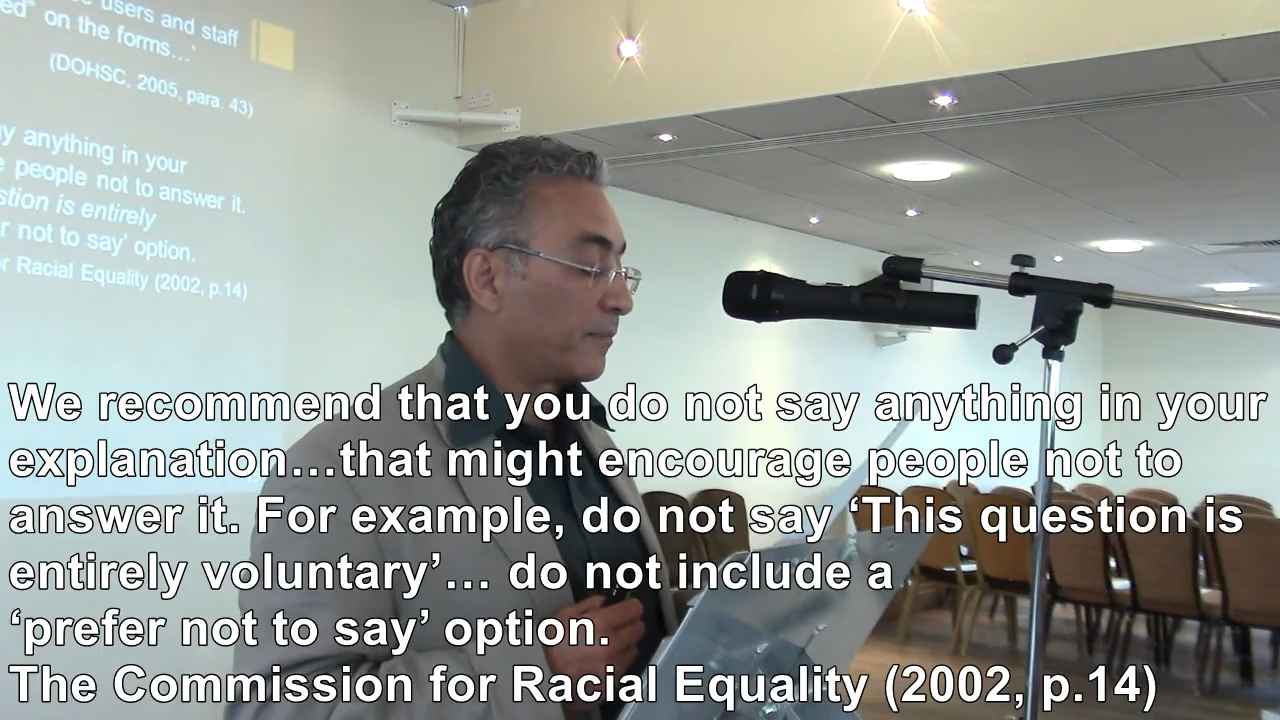 users and staff
ed" on the forms…'
(DOHSC, 2005, para. 43)
anything in your
people not to answer it.
stion is entirely
not to say' option.
Racial Equality (2002, p.14)
We recommend that you do not say anything in your
explanation…that might encourage people not to
answer it. For example, do not say ‘This question is
entirely voluntary’… do not include a
‘prefer not to say’ option.
The Commission for Racial Equality (2002, p.14)